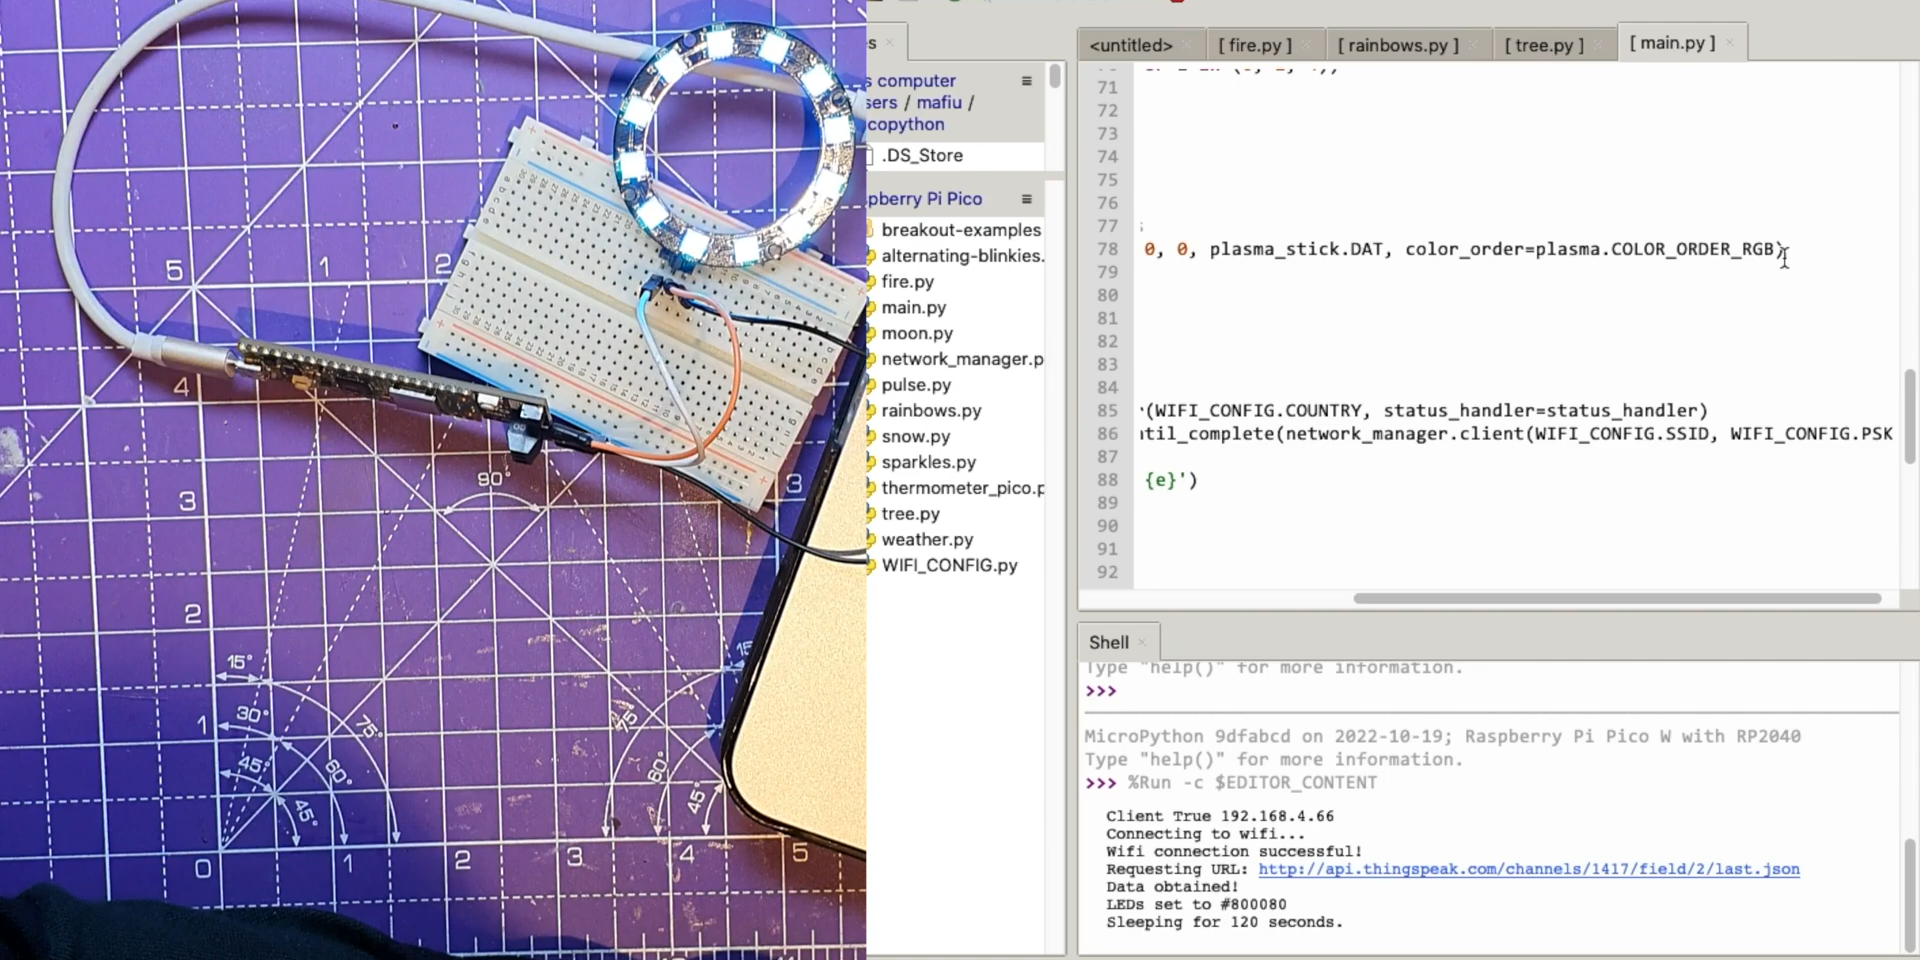 s
s computer
sers / mafiu /
copython
.DS_Store
pberry Pi Pico
breakout-examples
alternating-blinkies.
fire.py
main.py
moon.py
network_manager.p
pulse.py
rainbows.py
snow.py
sparkles.py
thermometer_pico.p
tree.py
weather.py
WIFI_CONFIG.py
<untitled>
[ fire.py ]
[ rainbows.py ]
[ tree.py ]
[ main.py ]
71
72
73
74
75
76
77
78 0, 0, plasma_stick.DAT, color_order=plasma.COLOR_ORDER_RGB)
79
80
81
82
83
84
85 (WIFI_CONFIG.COUNTRY, status_handler=status_handler)
86 til_complete(network_manager.client(WIFI_CONFIG.SSID, WIFI_CONFIG.PSK
87
88 {e}')
89
90
91
92
Shell
Type "help()" for more information.
>>>
MicroPython 9dfabcd on 2022-10-19; Raspberry Pi Pico W with RP2040
Type "help()" for more information.
>>> %Run -c $EDITOR_CONTENT
Client True 192.168.4.66
Connecting to wifi...
Wifi connection successful!
Requesting URL: http://api.thingspeak.com/channels/1417/field/2/last.json
Data obtained!
LEDs set to #800080
Sleeping for 120 seconds.
5
1
2
4
3
90°
3
2
15°
15
1
30°
75°
75°
45°
60°
60°
45°
45°
0
1
2
3
4
5